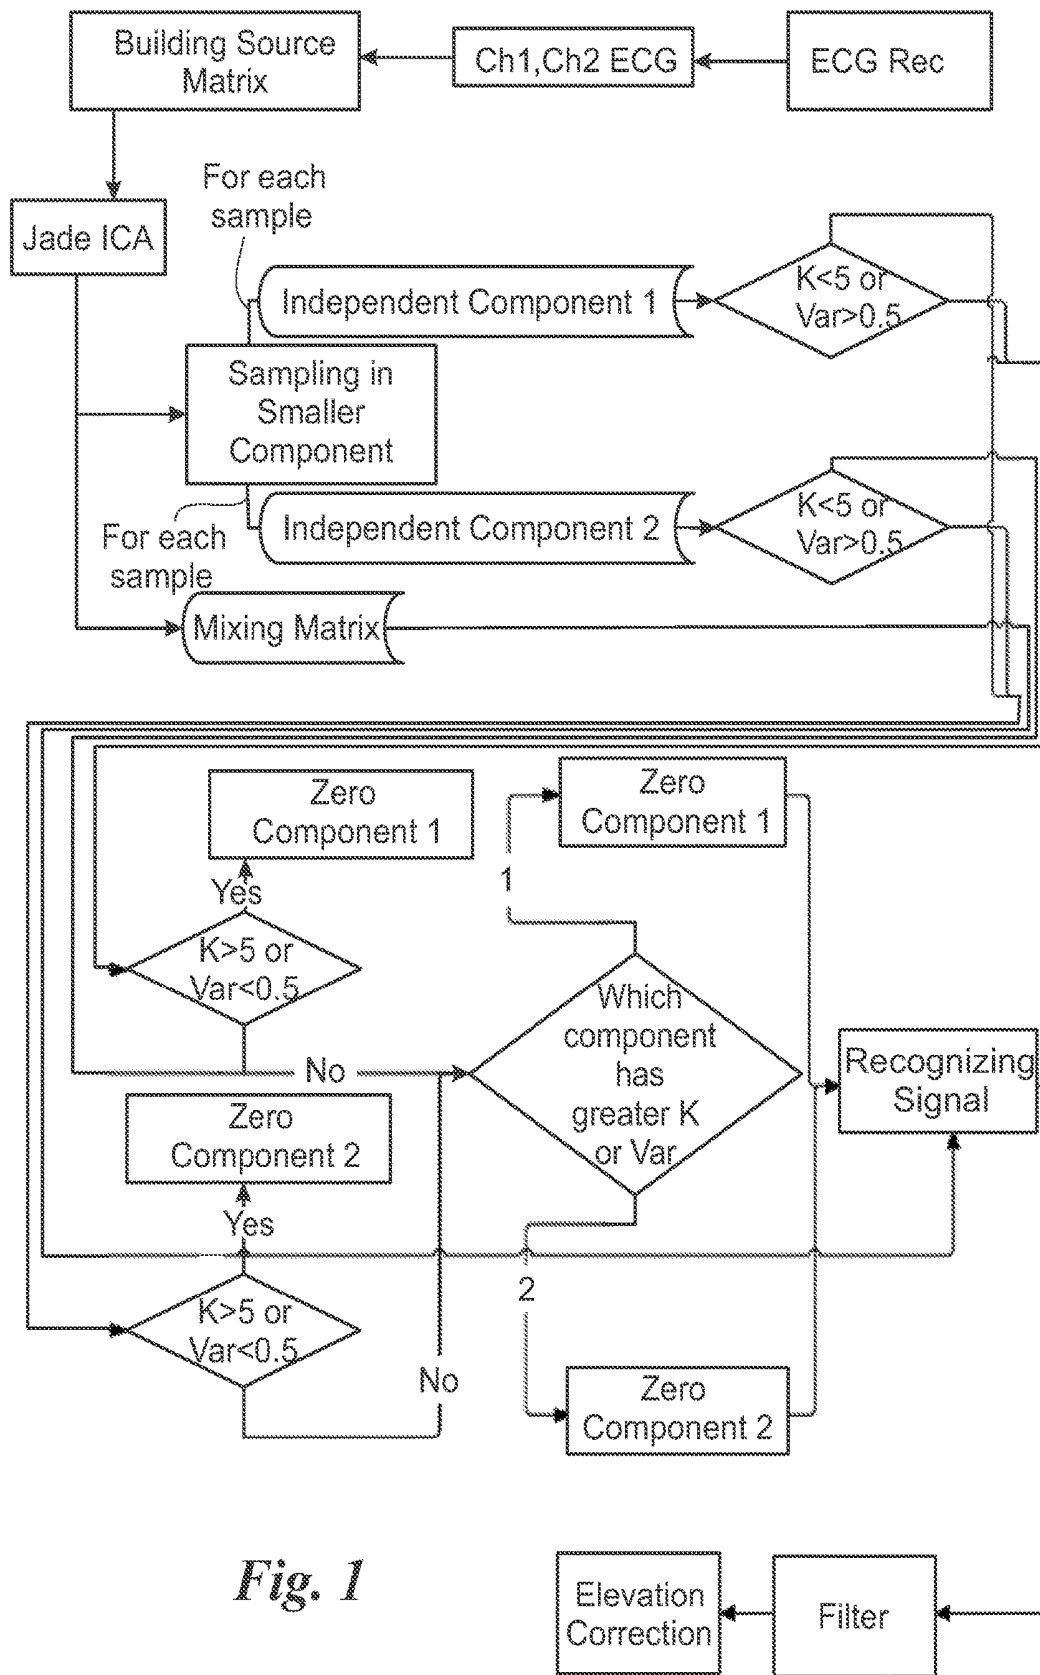 Building Source
Matrix
Ch1,Ch2 ECG
ECG Rec
For each
sample
Jade ICA
Independent Component 1
K<5 or
Var>0.5
Sampling in
Smaller
Component
Independent Component 2
K<5 or
Var>0.5
For each
sample
Mixing Matrix
Zero
Component 1
Zero
Component 1
1
Yes
K>5 or
Var<0.5
Which
component
has
greater K
or Var
No
Recognizing
Signal
Zero
Component 2
Yes
2
K>5 or
Var<0.5
No
Zero
Component 2
Fig. 1
Elevation
Correction
Filter